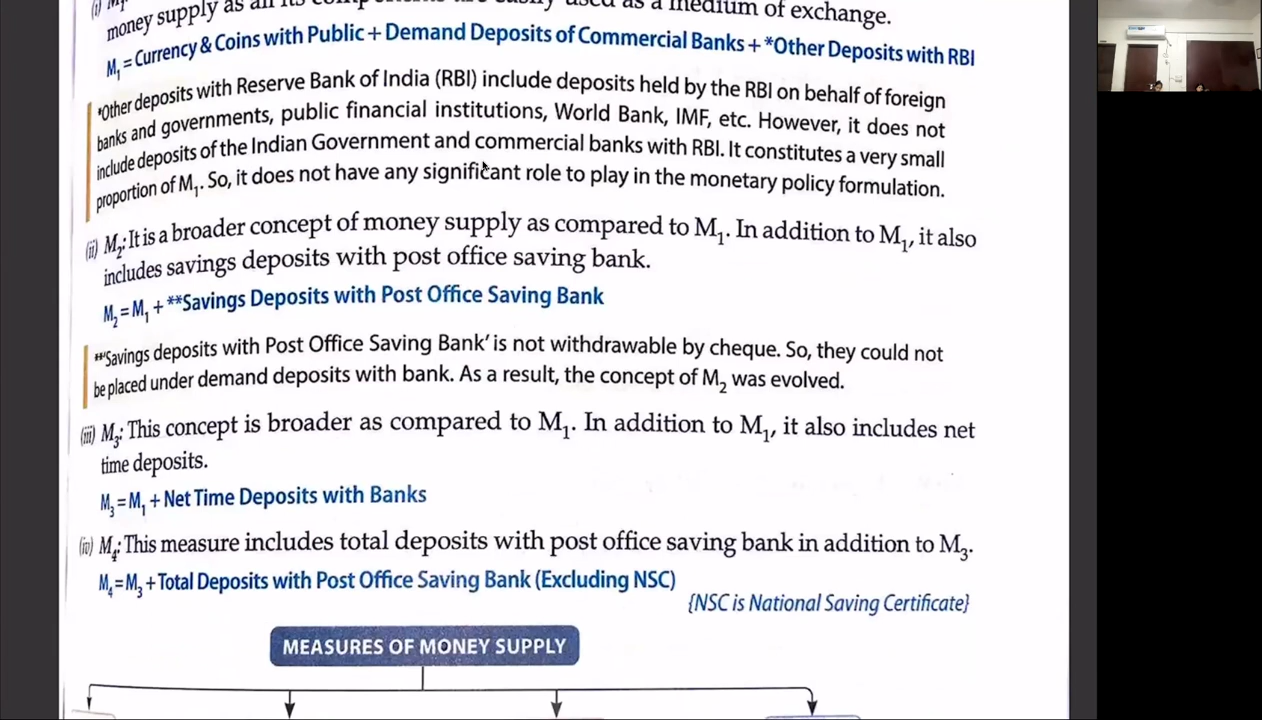 (i) M₁
money supply as all its components are easily used as a medium of exchange.
M₁ = Currency & Coins with Public + Demand Deposits of Commercial Banks + *Other Deposits with RBI
*Other deposits with Reserve Bank of India (RBI) include deposits held by the RBI on behalf of foreign
banks and governments, public financial institutions, World Bank, IMF, etc. However, it does not
include deposits of the Indian Government and commercial banks with RBI. It constitutes a very small
proportion of M₁. So, it does not have any significant role to play in the monetary policy formulation.
(ii) M₂: It is a broader concept of money supply as compared to M₁. In addition to M₁, it also
includes savings deposits with post office saving bank.
M₂ = M₁ + **Savings Deposits with Post Office Saving Bank
**'Savings deposits with Post Office Saving Bank' is not withdrawable by cheque. So, they could not
be placed under demand deposits with bank. As a result, the concept of M₂ was evolved.
(iii) M₃: This concept is broader as compared to M₁. In addition to M₁, it also includes net
time deposits.
M₃ = M₁ + Net Time Deposits with Banks
(iv) M₄: This measure includes total deposits with post office saving bank in addition to M₃.
M₄ = M₃ + Total Deposits with Post Office Saving Bank (Excluding NSC)
{NSC is National Saving Certificate}
MEASURES OF MONEY SUPPLY